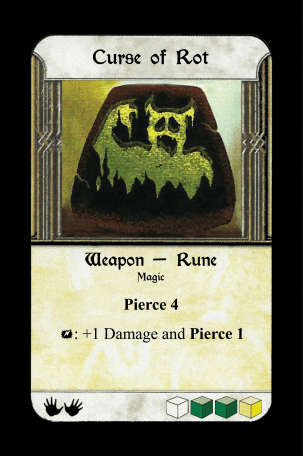 Curse of Rot
Weapon — Rune
Magic
Pierce 4
: +1 Damage and Pierce 1